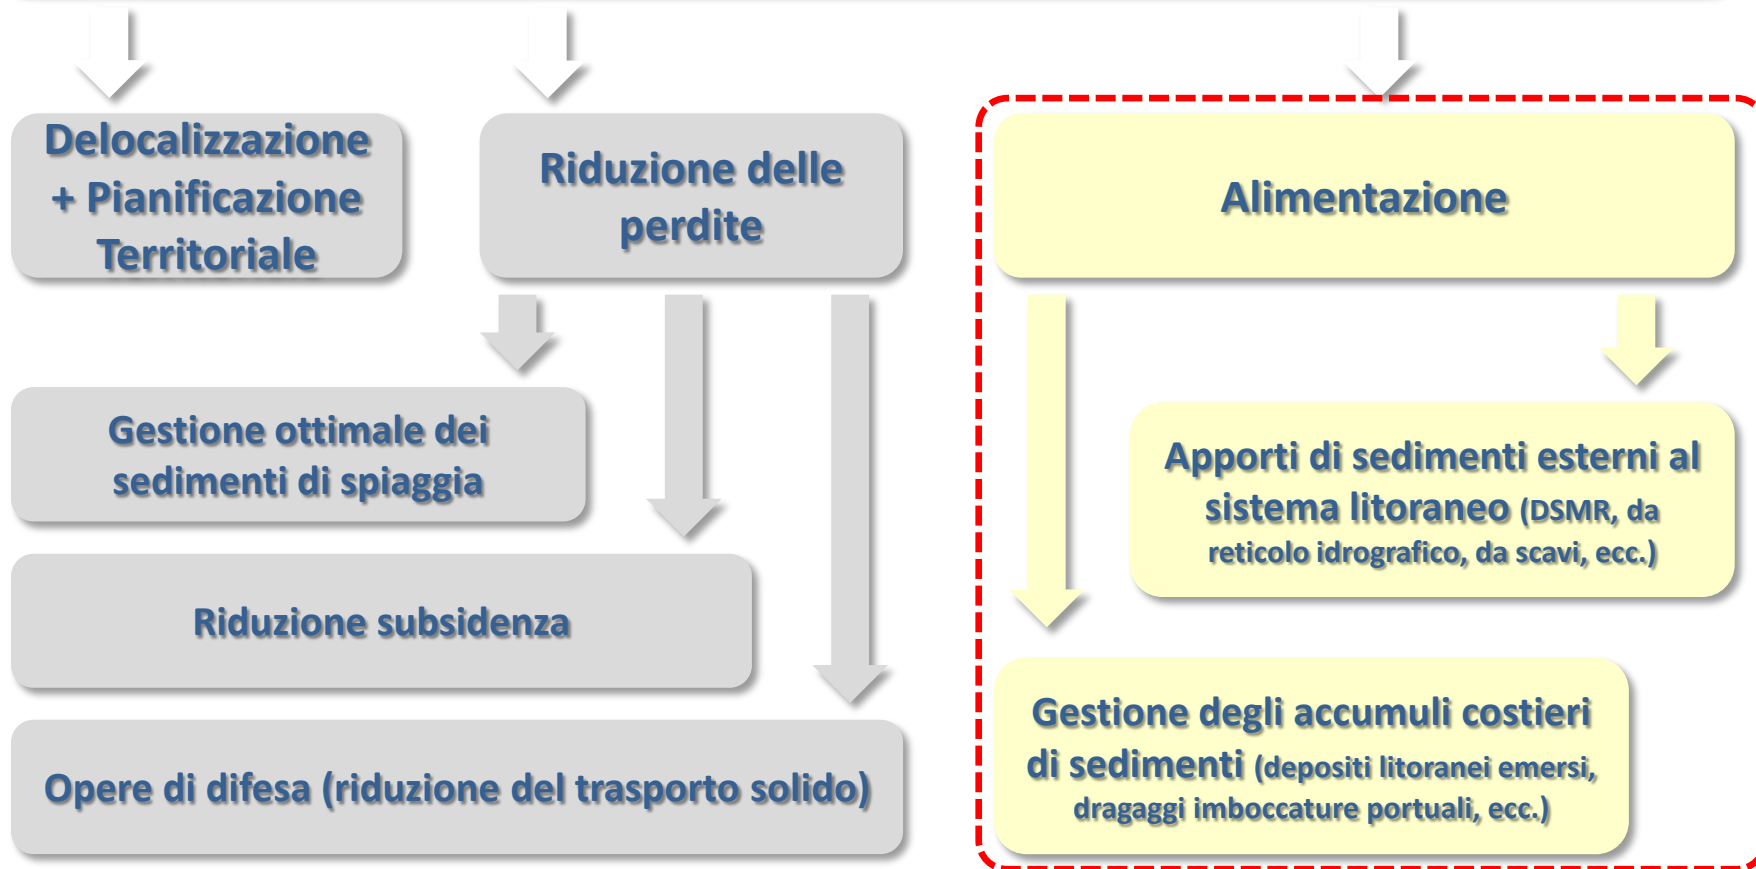 Delocalizzazione
+ Pianificazione
Territoriale
Riduzione delle
perdite
Alimentazione
Gestione ottimale dei
sedimenti di spiaggia
Apporti di sedimenti esterni al
sistema litoraneo (DSMR, da
reticolo idrografico, da scavi, ecc.)
Riduzione subsidenza
Gestione degli accumuli costieri
di sedimenti (depositi litoranei emersi,
dragaggi imboccature portuali, ecc.)
Opere di difesa (riduzione del trasporto solido)